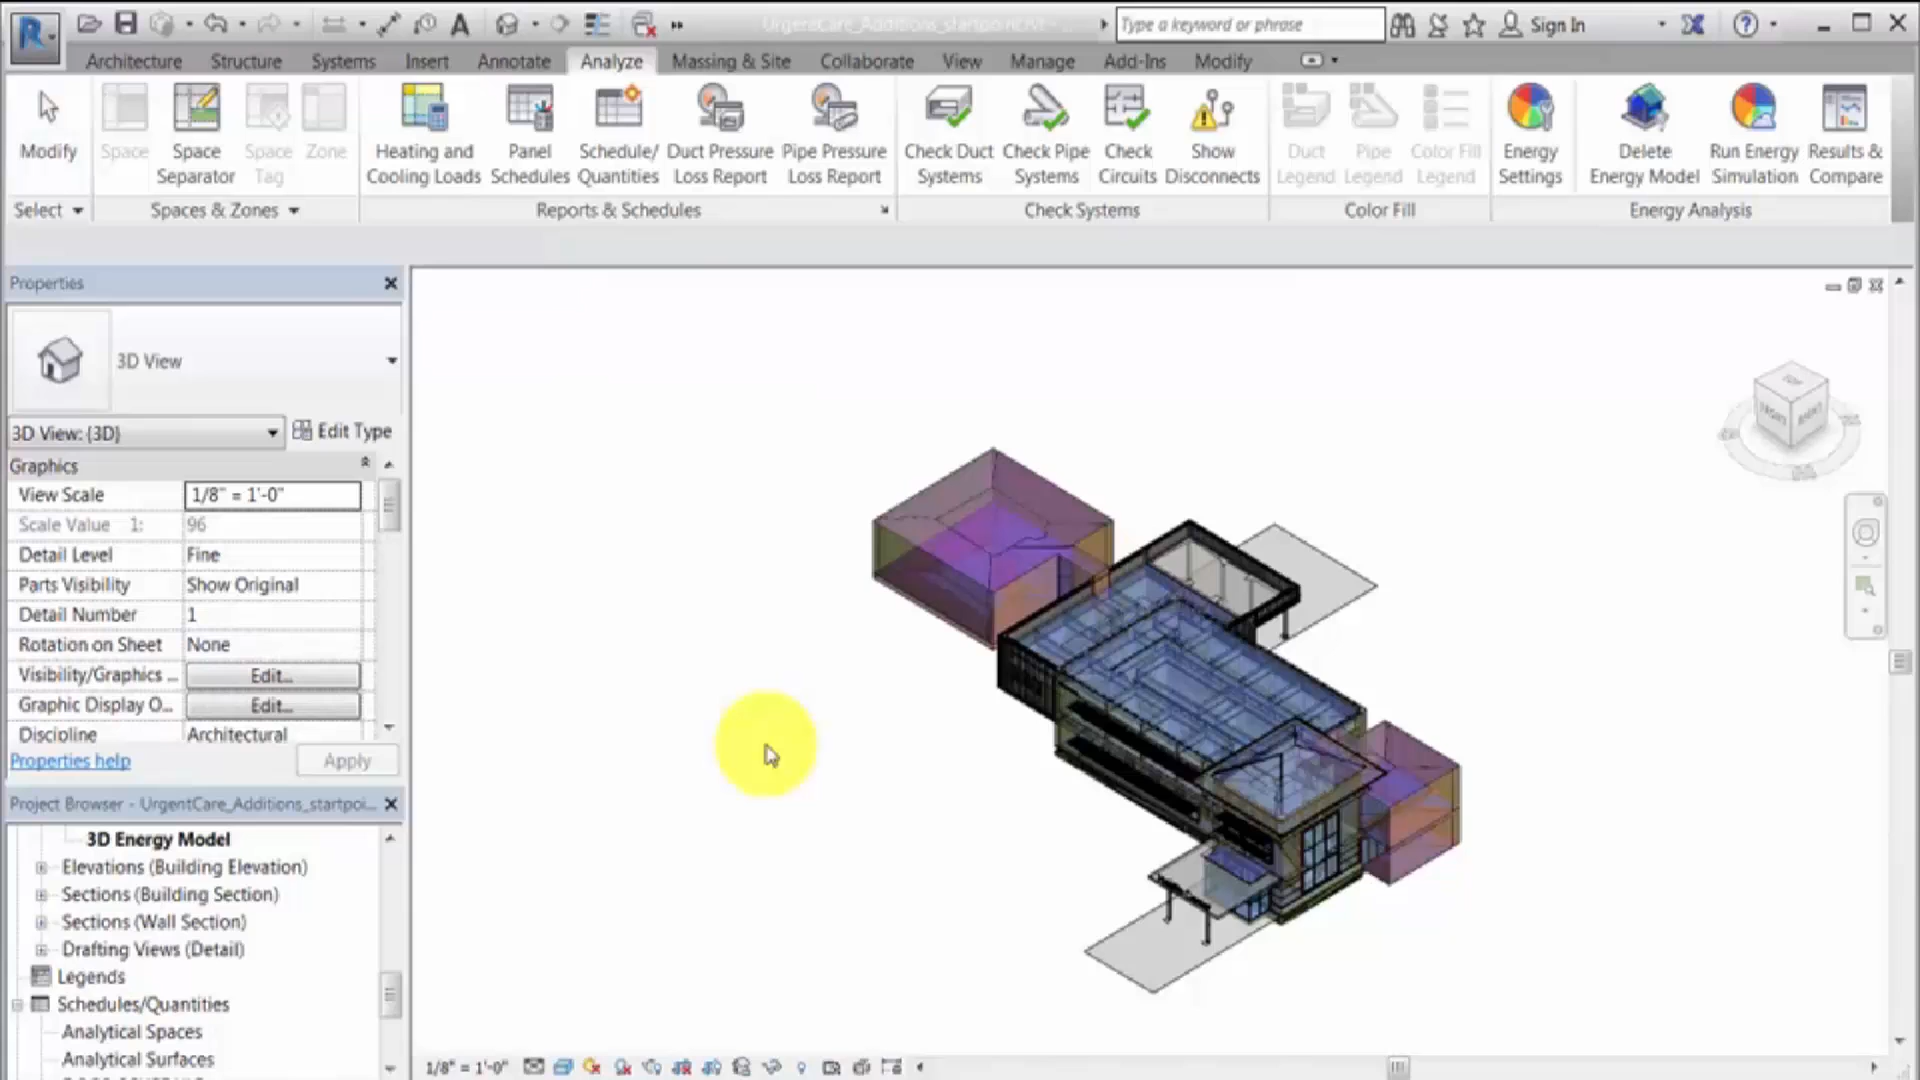 UrgentCare_Additions_startpoint.rvt - ...
Type a keyword or phrase
Sign In
Architecture Structure Systems Insert Annotate Analyze Massing & Site Collaborate View Manage Add-Ins Modify
Modify
Space
Space Separator
Space Tag
Zone
Heating and Cooling Loads
Panel Schedules
Schedule/ Quantities
Duct Pressure Loss Report
Pipe Pressure Loss Report
Check Duct Systems
Check Pipe Systems
Check Circuits
Show Disconnects
Duct Legend
Pipe Legend
Color Fill Legend
Energy Settings
Delete Energy Model
Run Energy Simulation
Results & Compare
Select Spaces & Zones Reports & Schedules Check Systems Color Fill Energy Analysis
Properties
3D View
3D View: {3D} Edit Type
Graphics
View Scale 1/8" = 1'-0"
Scale Value 1: 96
Detail Level Fine
Parts Visibility Show Original
Detail Number 1
Rotation on Sheet None
Visibility/Graphics ... Edit...
Graphic Display O... Edit...
Discipline Architectural
Properties help Apply
Project Browser - UrgentCare_Additions_startpoi...
3D Energy Model
Elevations (Building Elevation)
Sections (Building Section)
Sections (Wall Section)
Drafting Views (Detail)
Legends
Schedules/Quantities
Analytical Spaces
Analytical Surfaces
TOP
FRONT RIGHT
1/8" = 1'-0"